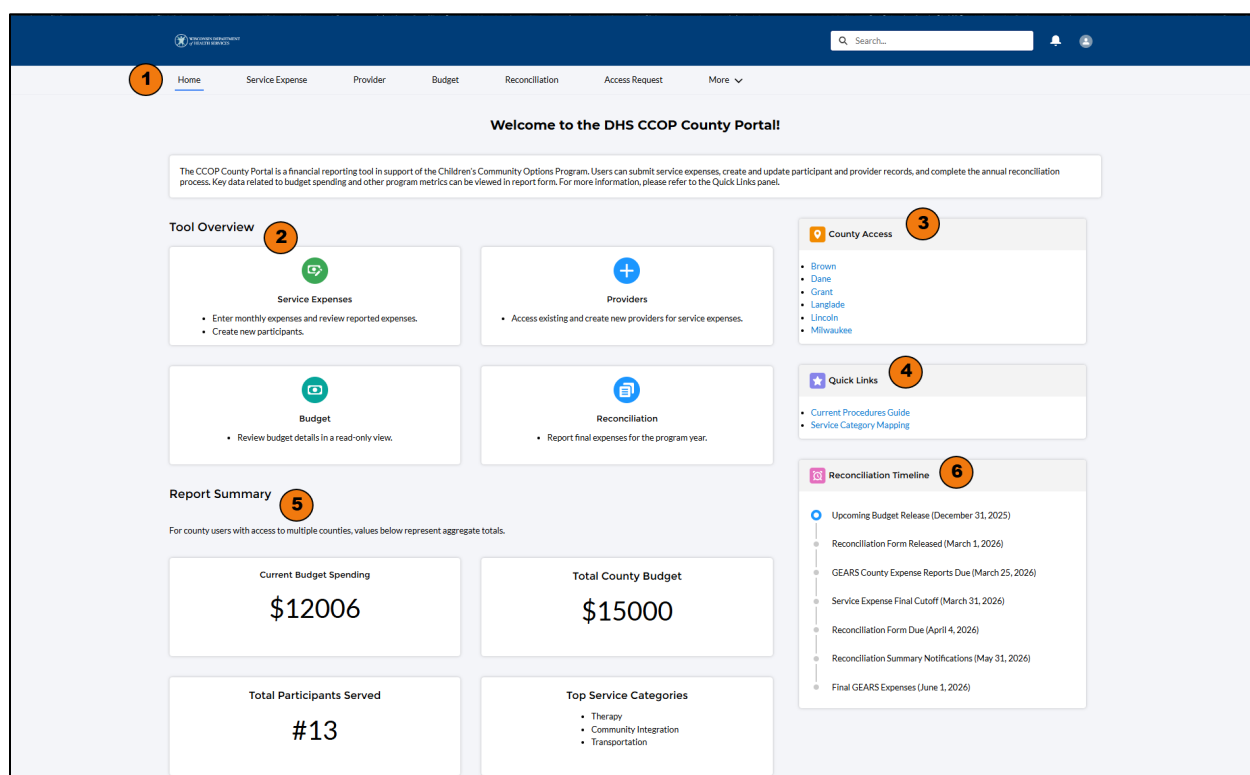 WISCONSIN DEPARTMENT
of HEALTH SERVICES
Search...
1
Home
Service Expense
Provider
Budget
Reconciliation
Access Request
More
Welcome to the DHS CCOP County Portal!
The CCOP County Portal is a financial reporting tool in support of the Children's Community Options Program. Users can submit service expenses, create and update participant and provider records, and complete the annual reconciliation
process. Key data related to budget spending and other program metrics can be viewed in report form. For more information, please refer to the Quick Links panel.
Tool Overview
2
Service Expenses
• Enter monthly expenses and review reported expenses.
• Create new participants.
Providers
• Access existing and create new providers for service expenses.
Budget
• Review budget details in a read-only view.
Reconciliation
• Report final expenses for the program year.
Report Summary
5
For county users with access to multiple counties, values below represent aggregate totals.
Current Budget Spending
$12006
Total County Budget
$15000
Total Participants Served
#13
Top Service Categories
• Therapy
• Community Integration
• Transportation
County Access
3
• Brown
• Dane
• Grant
• Langlade
• Lincoln
• Milwaukee
Quick Links
4
• Current Procedures Guide
• Service Category Mapping
Reconciliation Timeline
6
Upcoming Budget Release (December 31, 2025)
Reconciliation Form Released (March 1, 2026)
GEARS County Expense Reports Due (March 25, 2026)
Service Expense Final Cutoff (March 31, 2026)
Reconciliation Form Due (April 4, 2026)
Reconciliation Summary Notifications (May 31, 2026)
Final GEARS Expenses (June 1, 2026)